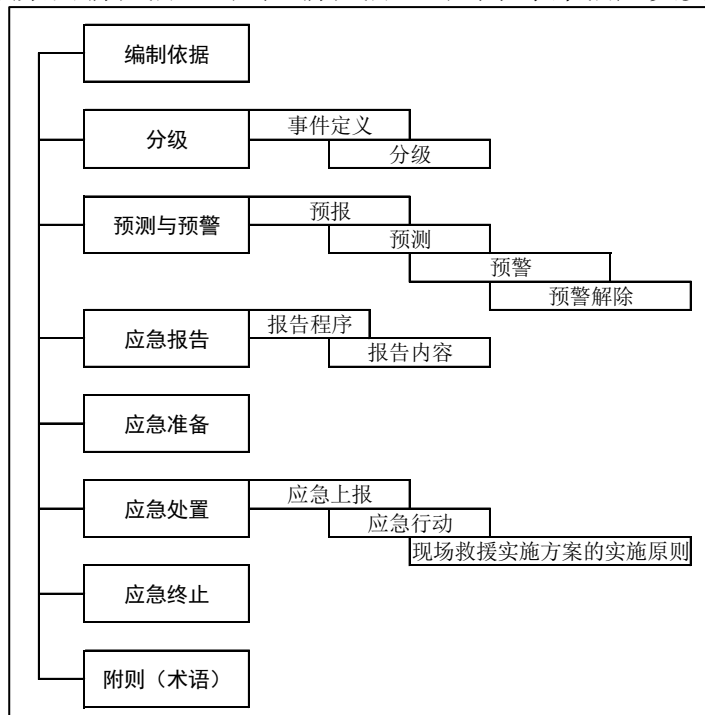 编制依据
分级
事件定义
分级
预测与预警
预报
预测
预警
预警解除
应急报告
报告程序
报告内容
应急准备
应急处置
应急上报
应急行动
现场救援实施方案的实施原则
应急终止
附则（术语）